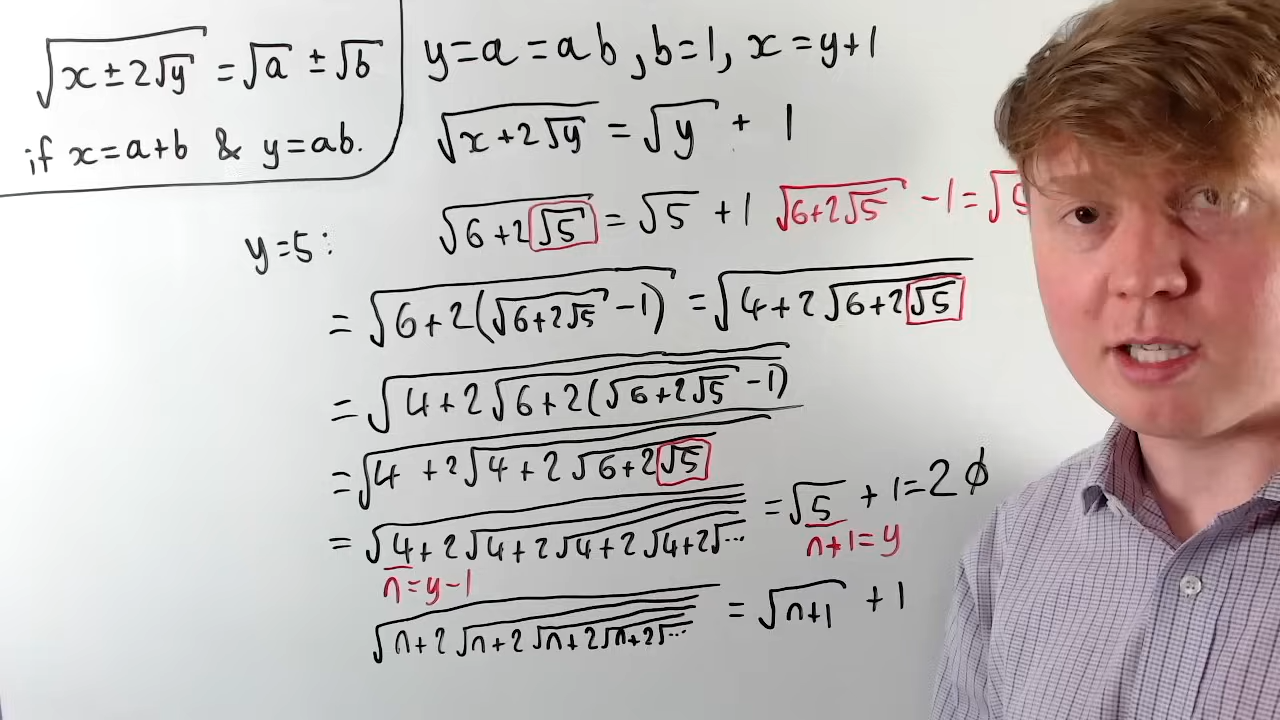 √(x ± 2√y) = √a ± √b
if x=a+b & y=ab.
y=a=ab, b=1, x=y+1
√(x+2√y) = √y + 1
y=5: √(6+2√5) = √5 + 1 √(6+2√5) -1=√5
= √(6+2(√(6+2√5) -1)) = √(4+2√(6+2√5))
= √(4+2√(6+2(√(6+2√5) -1)))
= √(4+2√(4+2√(6+2√5)))
= √(4+2√(4+2√(4+2√(4+2√... = √5 + 1=2ϕ
n=y-1 n+1=y
√(n+2√(n+2√(n+2√(n+2√... = √(n+1) + 1